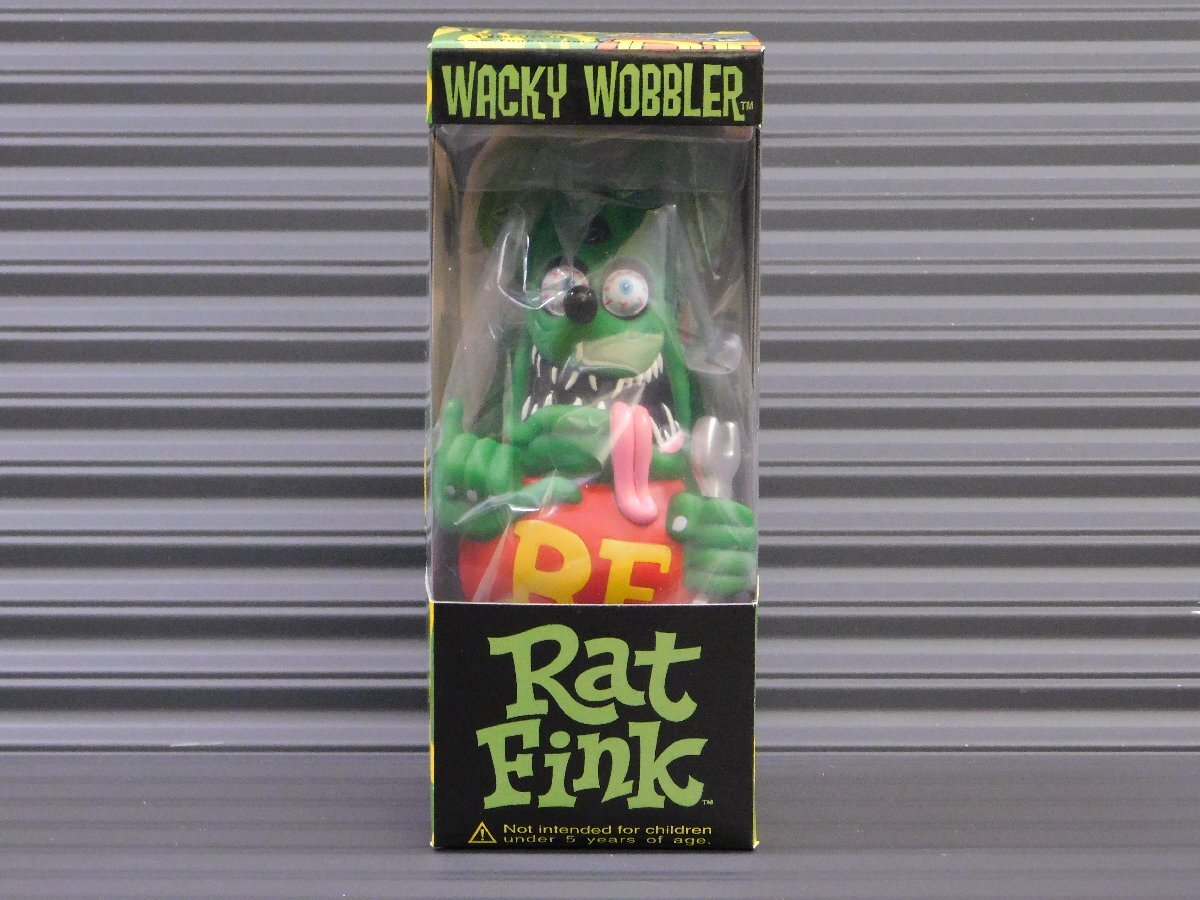 WACKY WOBBLER™
RF
Rat
Fink™
Not intended for children
under 5 years of age.